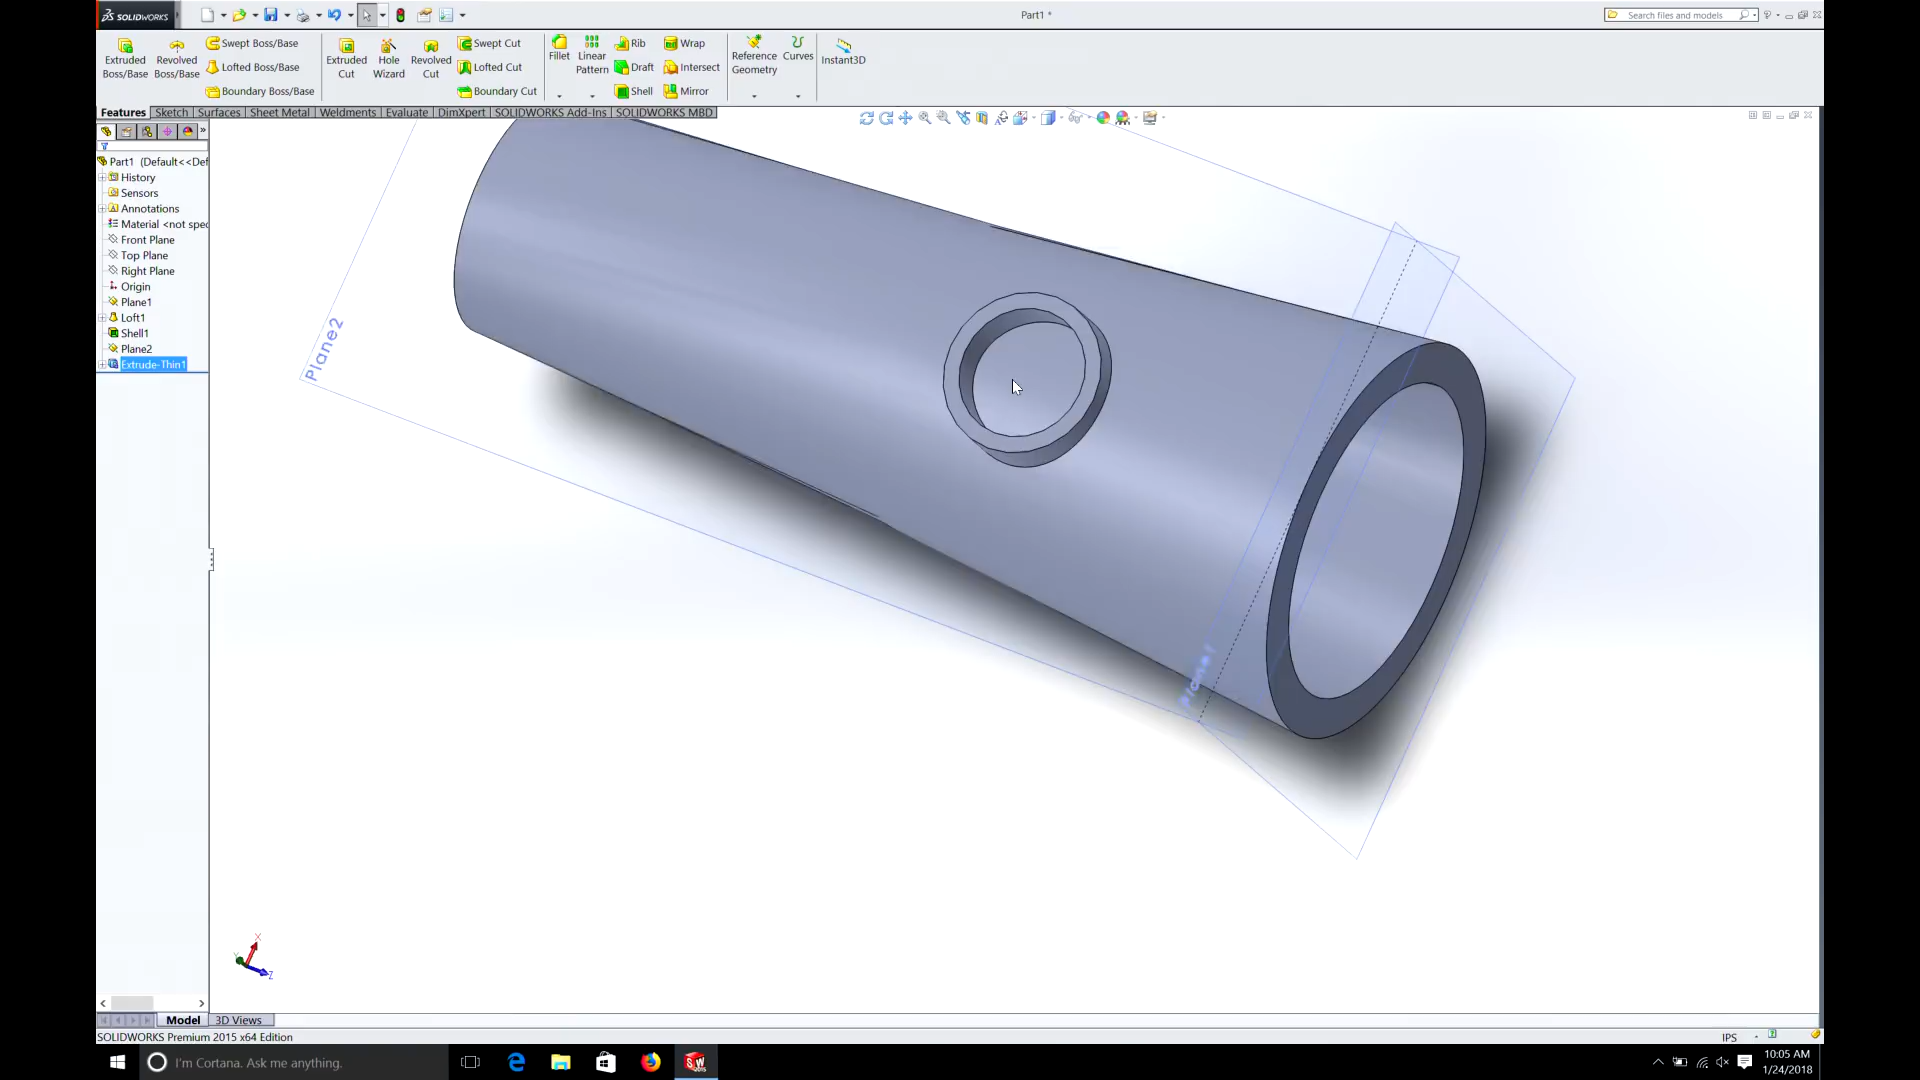 SOLIDWORKS
Part1 *
Search files and models
Extruded Boss/Base
Revolved Boss/Base
Swept Boss/Base
Lofted Boss/Base
Boundary Boss/Base
Extruded Cut
Hole Wizard
Revolved Cut
Swept Cut
Lofted Cut
Boundary Cut
Fillet
Linear Pattern
Rib
Draft
Shell
Wrap
Intersect
Mirror
Reference Geometry
Curves
Instant3D
Features
Sketch
Surfaces
Sheet Metal
Weldments
Evaluate
DimXpert
SOLIDWORKS Add-Ins
SOLIDWORKS MBD
Part1 (Default<<Def
History
Sensors
Annotations
Material <not spec
Front Plane
Top Plane
Right Plane
Origin
Plane1
Loft1
Shell1
Plane2
Extrude-Thin1
Plane2
Plane1
X
Y
Z
Model
3D Views
SOLIDWORKS Premium 2015 x64 Edition
IPS
I'm Cortana. Ask me anything.
10:05 AM
1/24/2018